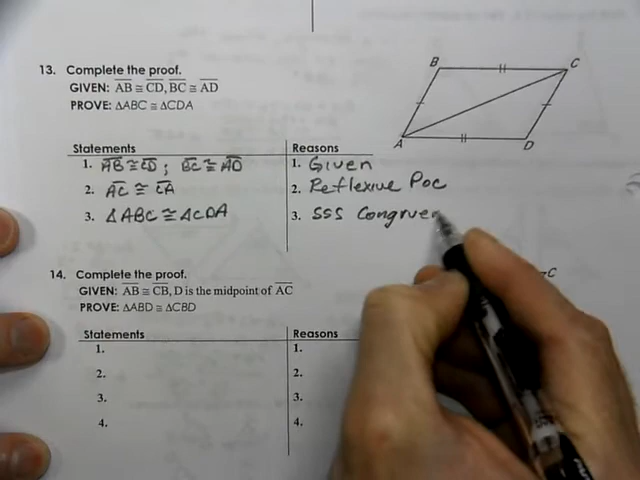 13. Complete the proof.
GIVEN: AB ≅ CD, BC ≅ AD
PROVE: ΔABC ≅ ΔCDA
B
C
A
D
Statements Reasons
1. AB ≅ CD ; BC ≅ AD 1. Given
2. AC ≅ CA 2. Reflexive PoC
3. ΔABC ≅ ΔCDA 3. SSS Congruen
14. Complete the proof.
GIVEN: AB ≅ CB, D is the midpoint of AC
PROVE: ΔABD ≅ ΔCBD
C
Statements Reasons
1. 1.
2. 2.
3. 3.
4. 4.